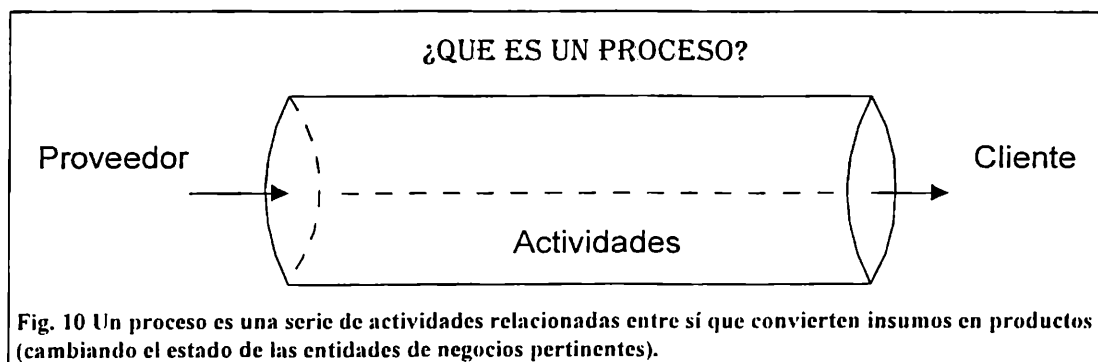 ¿QUE ES UN PROCESO?
Proveedor
Cliente
Actividades
Fig. 10 Un proceso es una serie de actividades relacionadas entre sí que convierten insumos en productos
(cambiando el estado de las entidades de negocios pertinentes).